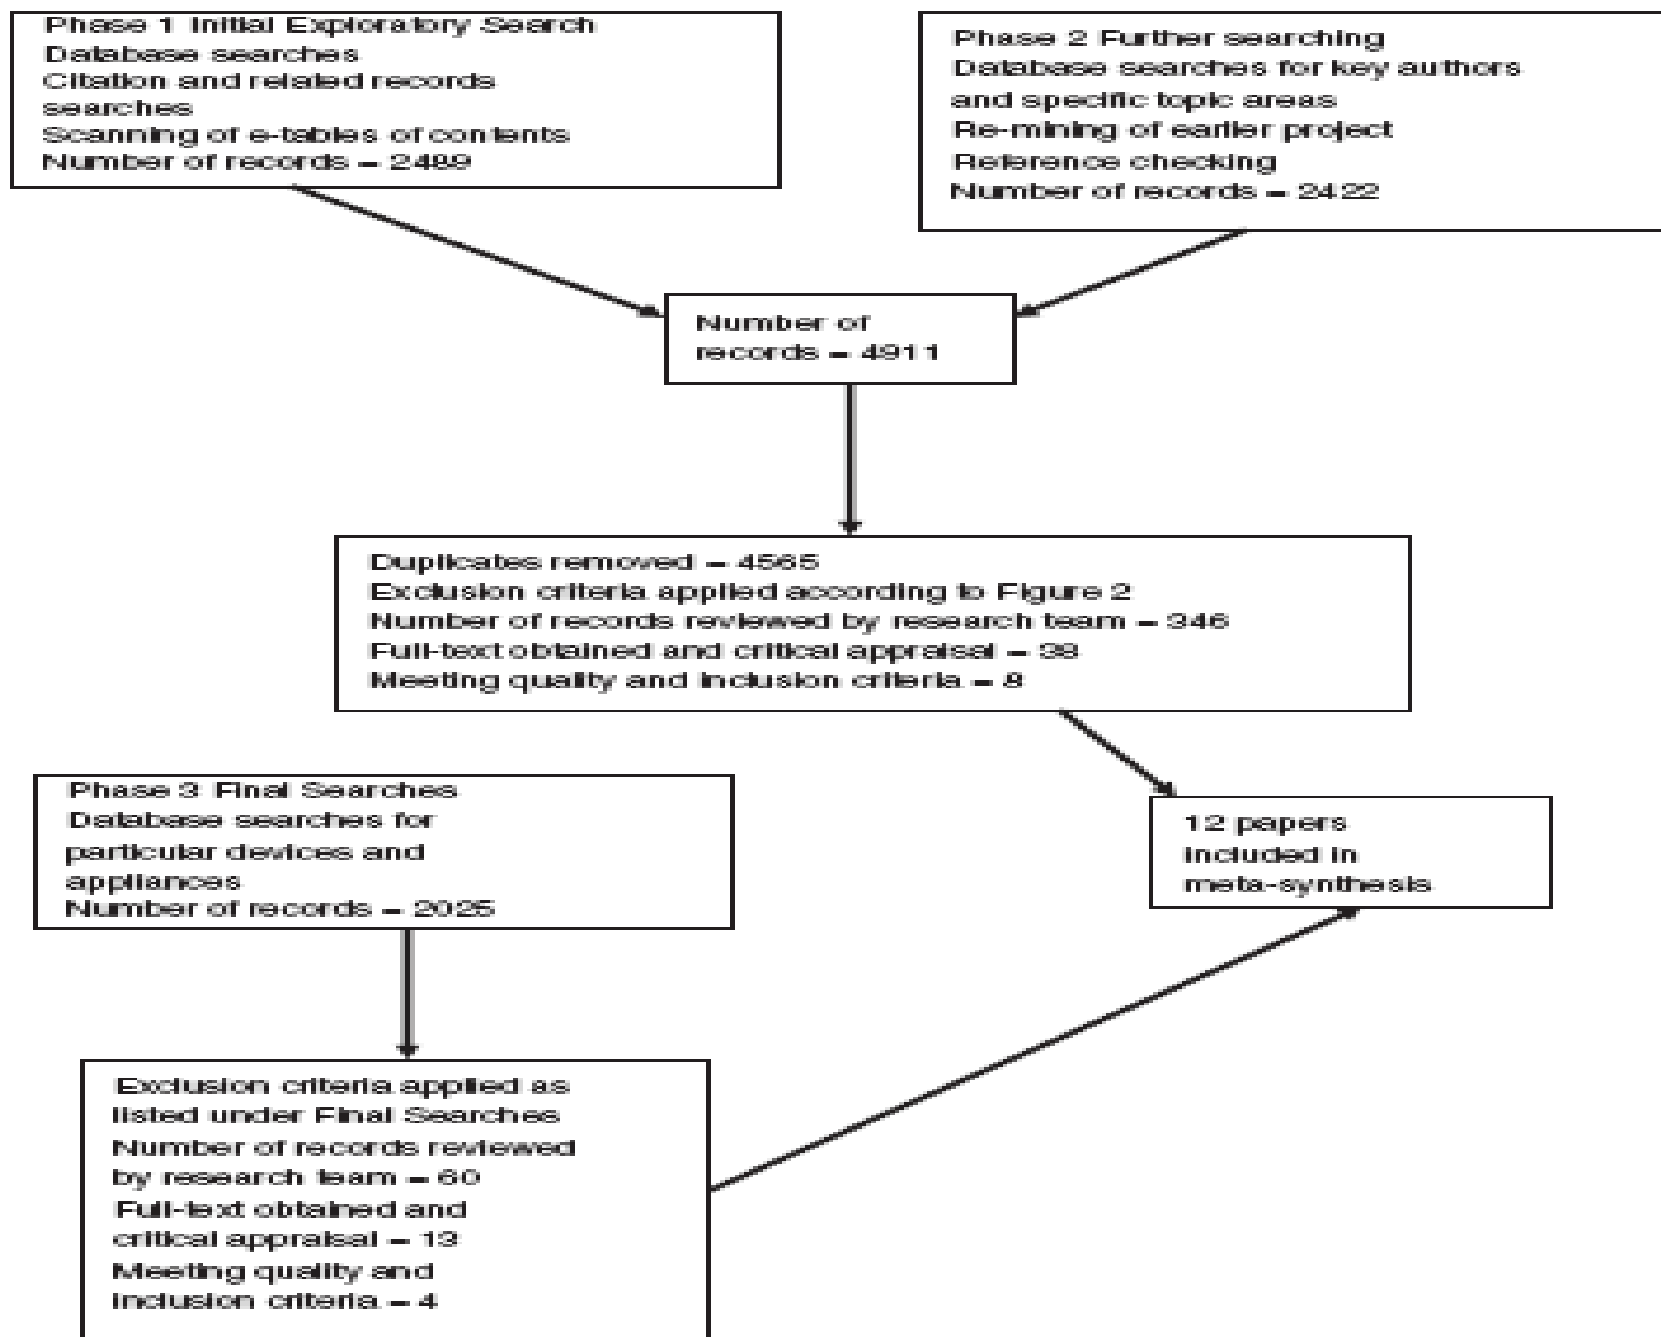 Phase 1 Initial Exploratory Search
Database searches
Citation and related records
searches
Scanning of e-tables of contents
Number of records = 2489
Phase 2 Further searching
Database searches for key authors
and specific topic areas
Re-mining of earlier project
Reference checking
Number of records = 2422
Number of
records = 4911
Duplicates removed = 4565
Exclusion criteria applied according to Figure 2
Number of records reviewed by research team = 346
Full-text obtained and critical appraisal = 38
Meeting quality and inclusion criteria = 8
Phase 3 Final Searches
Database searches for
particular devices and
appliances
Number of records = 2025
12 papers
included in
meta-synthesis
Exclusion criteria applied as
listed under Final Searches
Number of records reviewed
by research team = 60
Full-text obtained and
critical appraisal = 13
Meeting quality and
inclusion criteria = 4